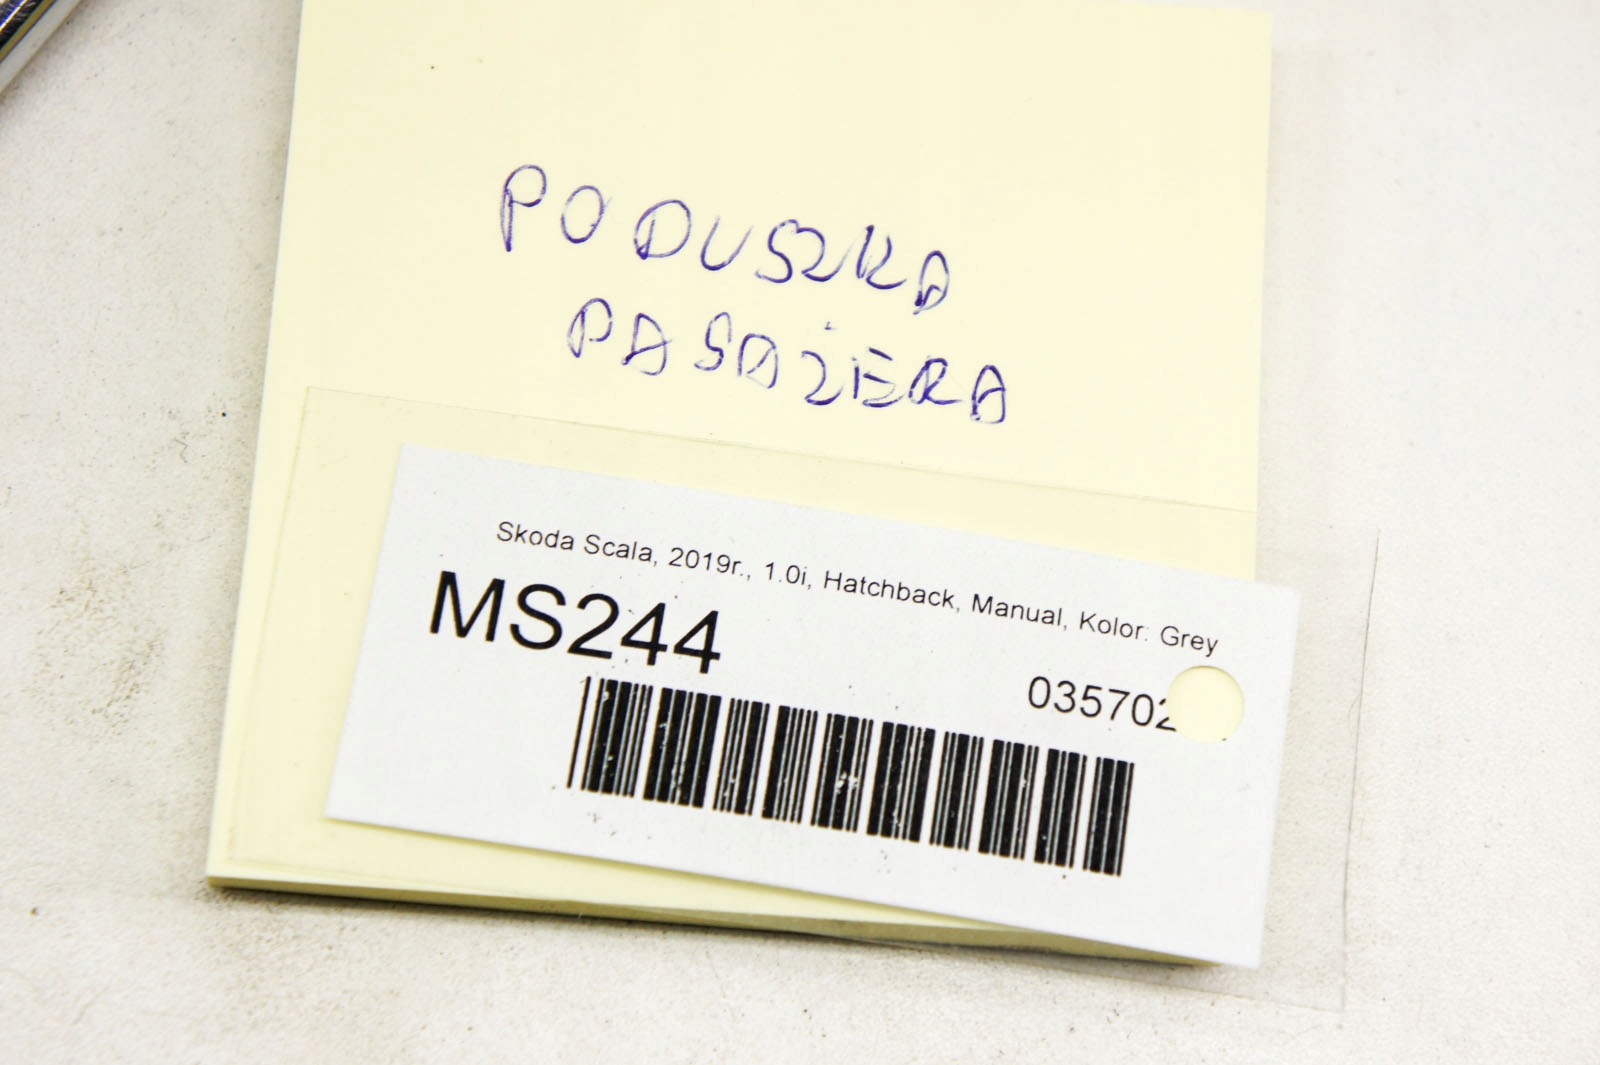 PODUSZKA
PASAŻERA
Skoda Scala, 2019r., 1.0i, Hatchback, Manual, Kolor: Grey
MS244
035702